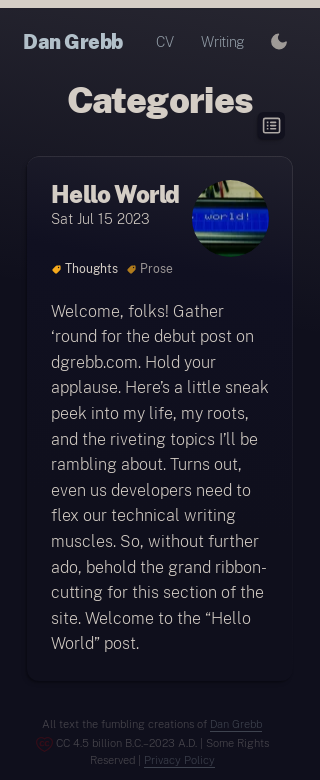 Dan Grebb CV Writing
Categories
Hello World
Sat Jul 15 2023
world!
Thoughts Prose
Welcome, folks! Gather
‘round for the debut post on
dgrebb.com. Hold your
applause. Here’s a little sneak
peek into my life, my roots,
and the riveting topics I’ll be
rambling about. Turns out,
even us developers need to
flex our technical writing
muscles. So, without further
ado, behold the grand ribbon-
cutting for this section of the
site. Welcome to the “Hello
World” post.
All text the fumbling creations of Dan Grebb
CC 4.5 billion B.C.–2023 A.D. | Some Rights
Reserved | Privacy Policy